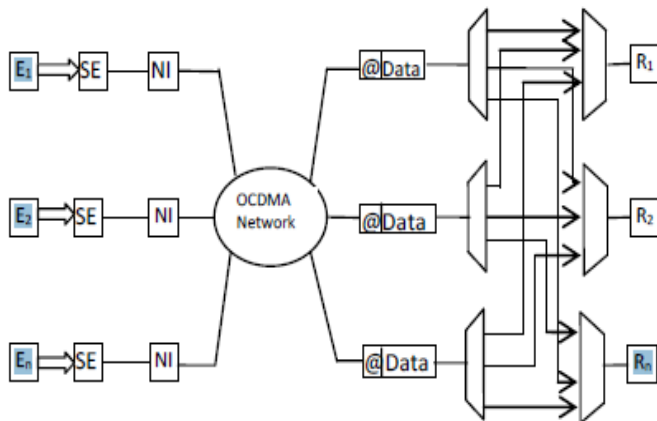 E1 SE NI @Data R1
OCDMA
Network
E2 SE NI @Data R2
En SE NI @Data Rn